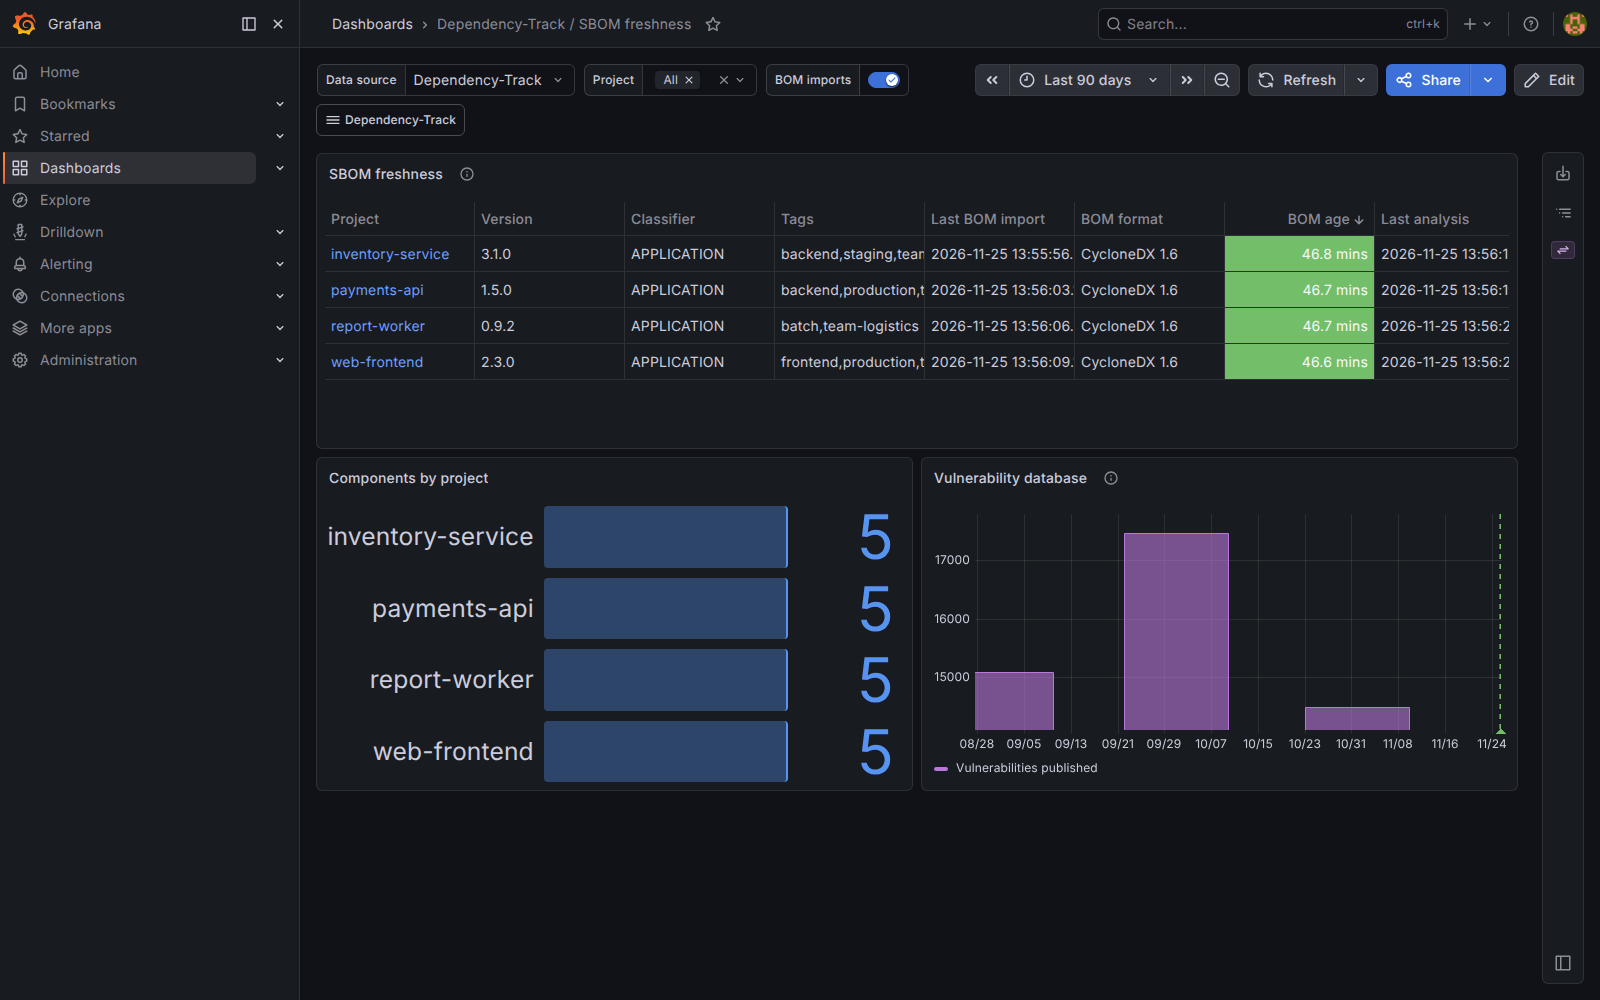 Grafana
Dashboards › Dependency-Track / SBOM freshness
Search... ctrl+k
Home
Bookmarks
Starred
Dashboards
Explore
Drilldown
Alerting
Connections
More apps
Administration
Data source Dependency-Track Project All BOM imports Last 90 days Refresh Share Edit
Dependency-Track
SBOM freshness
Project Version Classifier Tags Last BOM import BOM format BOM age Last analysis
inventory-service 3.1.0 APPLICATION backend,staging,tean 2026-11-25 13:55:56. CycloneDX 1.6 46.8 mins 2026-11-25 13:56:1
payments-api 1.5.0 APPLICATION backend,production,t 2026-11-25 13:56:03. CycloneDX 1.6 46.7 mins 2026-11-25 13:56:1
report-worker 0.9.2 APPLICATION batch,team-logistics 2026-11-25 13:56:06. CycloneDX 1.6 46.7 mins 2026-11-25 13:56:2
web-frontend 2.3.0 APPLICATION frontend,production,t 2026-11-25 13:56:09. CycloneDX 1.6 46.6 mins 2026-11-25 13:56:2
Components by project
inventory-service 5
payments-api 5
report-worker 5
web-frontend 5
Vulnerability database
17000
16000
15000
08/28 09/05 09/13 09/21 09/29 10/07 10/15 10/23 10/31 11/08 11/16 11/24
Vulnerabilities published